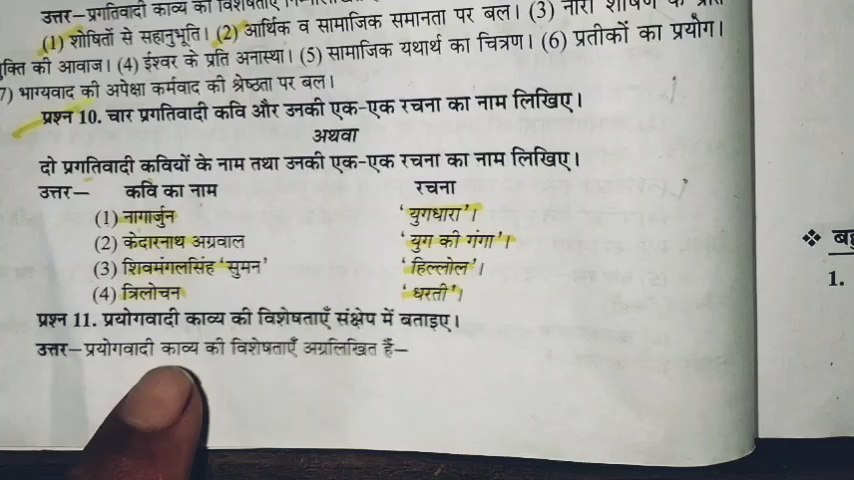 उत्तर–प्रगतिवादी काव्य की विशेषताएँ
(1) शोषितों से सहानुभूति। (2) आर्थिक व सामाजिक समानता पर बल। (3) नारी शोषण के प्रति
मुक्ति की आवाज। (4) ईश्वर के प्रति अनास्था। (5) सामाजिक यथार्थ का चित्रण। (6) प्रतीकों का प्रयोग।
7) भाग्यवाद की अपेक्षा कर्मवाद की श्रेष्ठता पर बल।
प्रश्न 10. चार प्रगतिवादी कवि और उनकी एक-एक रचना का नाम लिखिए।
अथवा
दो प्रगतिवादी कवियों के नाम तथा उनकी एक-एक रचना का नाम लिखिए।
उत्तर– कवि का नाम रचना
(1) नागार्जुन 'युगधारा'।
(2) केदारनाथ अग्रवाल 'युग की गंगा'।
(3) शिवमंगलसिंह 'सुमन' 'हिल्लोल'।
(4) त्रिलोचन 'धरती'।
प्रश्न 11. प्रयोगवादी काव्य की विशेषताएँ संक्षेप में बताइए।
उत्तर–प्रयोगवादी काव्य की विशेषताएँ अग्रलिखित हैं–
❖
1.